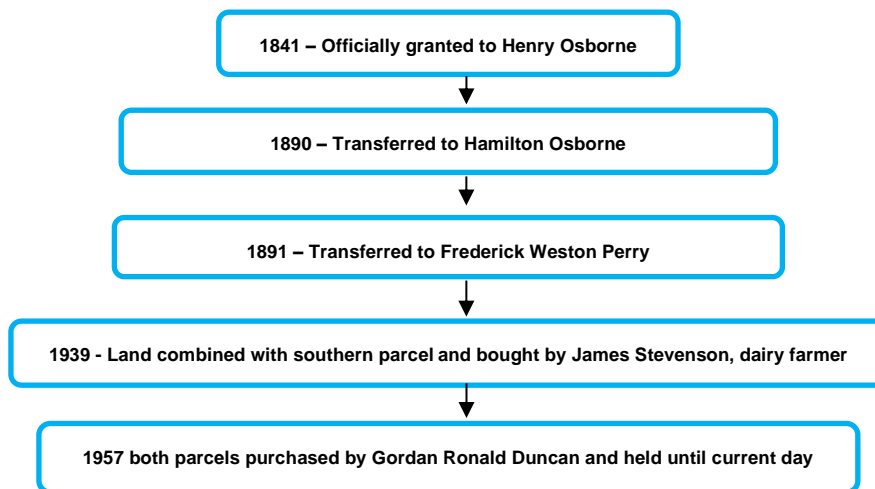 1841 – Officially granted to Henry Osborne
1890 – Transferred to Hamilton Osborne
1891 – Transferred to Frederick Weston Perry
1939 - Land combined with southern parcel and bought by James Stevenson, dairy farmer
1957 both parcels purchased by Gordan Ronald Duncan and held until current day